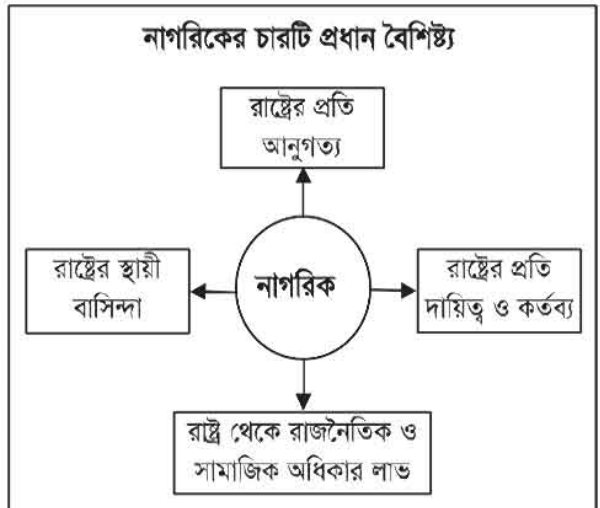 নাগরিকের চারটি প্রধান বৈশিষ্ট্য
রাষ্ট্রের প্রতি
আনুগত্য
রাষ্ট্রের স্থায়ী
বাসিন্দা
নাগরিক
রাষ্ট্রের প্রতি
দায়িত্ব ও কর্তব্য
রাষ্ট্র থেকে রাজনৈতিক ও
সামাজিক অধিকার লাভ